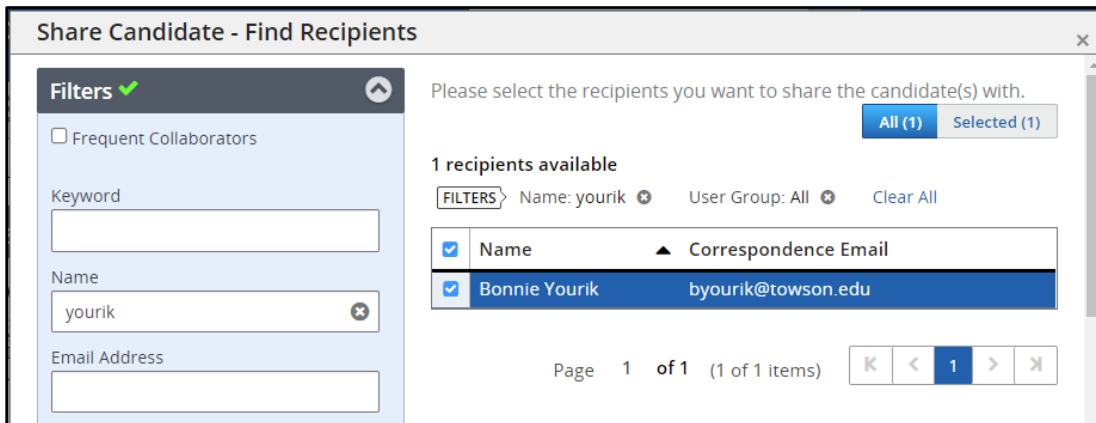 Share Candidate - Find Recipients
Filters
Frequent Collaborators
Keyword
Name
yourik
Email Address
Please select the recipients you want to share the candidate(s) with.
All (1) Selected (1)
1 recipients available
FILTERS Name: yourik User Group: All Clear All
Name Correspondence Email
Bonnie Yourik byourik@towson.edu
Page 1 of 1 (1 of 1 items) 1